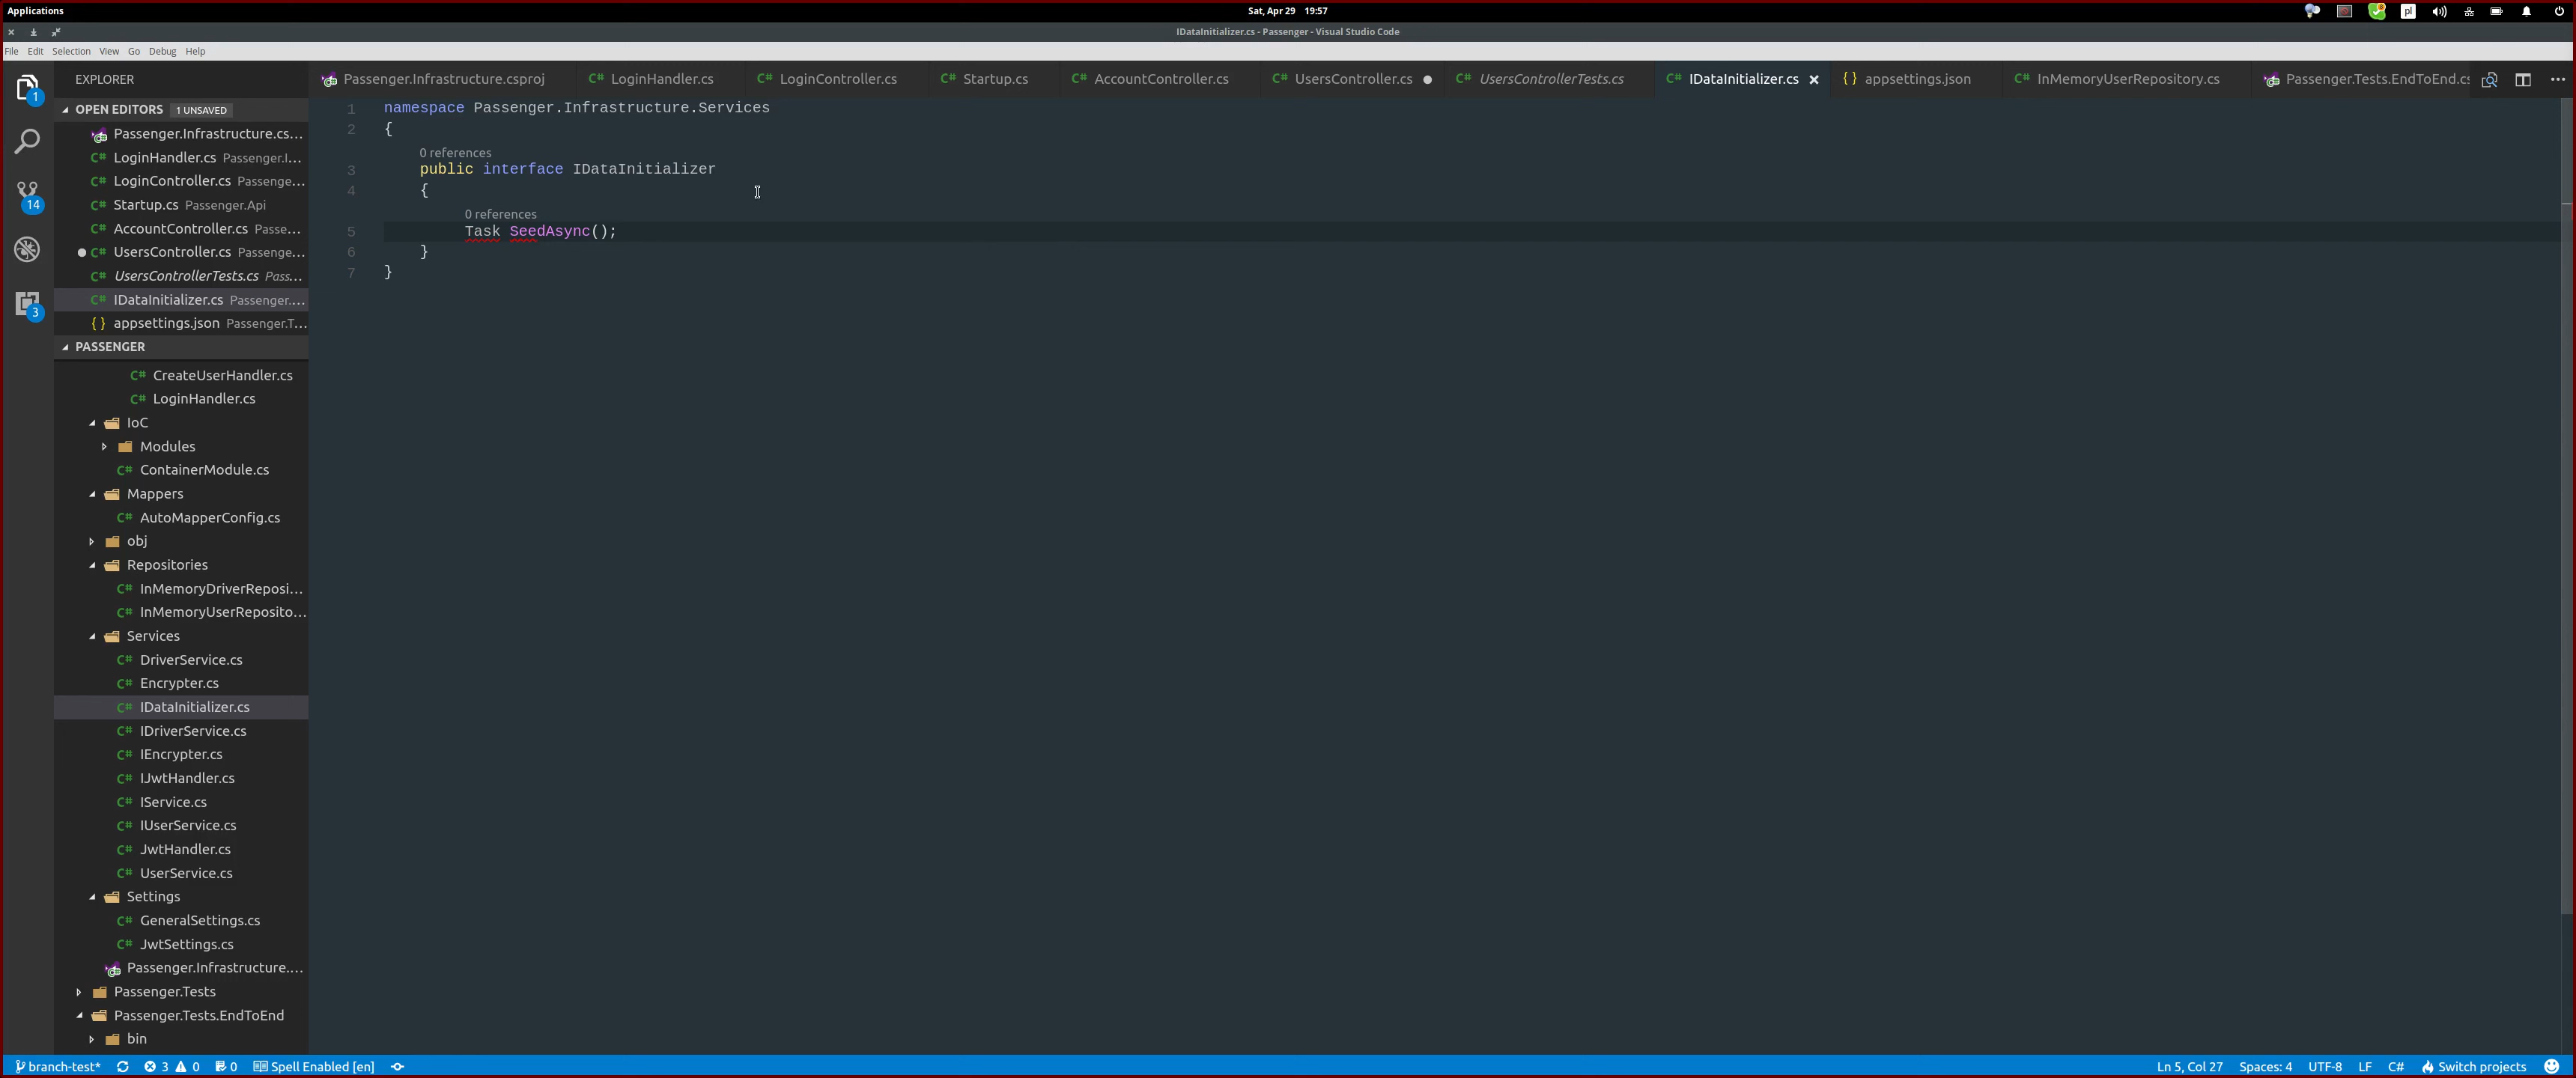 Applications
Sat, Apr 29 19:57
pl
IDataInitializer.cs - Passenger - Visual Studio Code
File Edit Selection View Go Debug Help
EXPLORER
Passenger.Infrastructure.csproj LoginHandler.cs LoginController.cs Startup.cs AccountController.cs UsersController.cs UsersControllerTests.cs IDataInitializer.cs appsettings.json InMemoryUserRepository.cs Passenger.Tests.EndToEnd.cs
1
14
3
OPEN EDITORS 1 UNSAVED
Passenger.Infrastructure.cs...
C# LoginHandler.cs Passenger.I...
C# LoginController.cs Passenge...
C# Startup.cs Passenger.Api
C# AccountController.cs Passe...
C# UsersController.cs Passenge...
C# UsersControllerTests.cs Pass...
C# IDataInitializer.cs Passenger....
{ } appsettings.json Passenger.T...
PASSENGER
C# CreateUserHandler.cs
C# LoginHandler.cs
IoC
Modules
C# ContainerModule.cs
Mappers
C# AutoMapperConfig.cs
obj
Repositories
C# InMemoryDriverReposi...
C# InMemoryUserReposito...
Services
C# DriverService.cs
C# Encrypter.cs
C# IDataInitializer.cs
C# IDriverService.cs
C# IEncrypter.cs
C# IJwtHandler.cs
C# IService.cs
C# IUserService.cs
C# JwtHandler.cs
C# UserService.cs
Settings
C# GeneralSettings.cs
C# JwtSettings.cs
Passenger.Infrastructure....
Passenger.Tests
Passenger.Tests.EndToEnd
bin
1 namespace Passenger.Infrastructure.Services
2 {
0 references
3 public interface IDataInitializer
4 {
0 references
5 Task SeedAsync();
6 }
7 }
branch-test* 3 0 0 Spell Enabled [en] Ln 5, Col 27 Spaces: 4 UTF-8 LF C# Switch projects